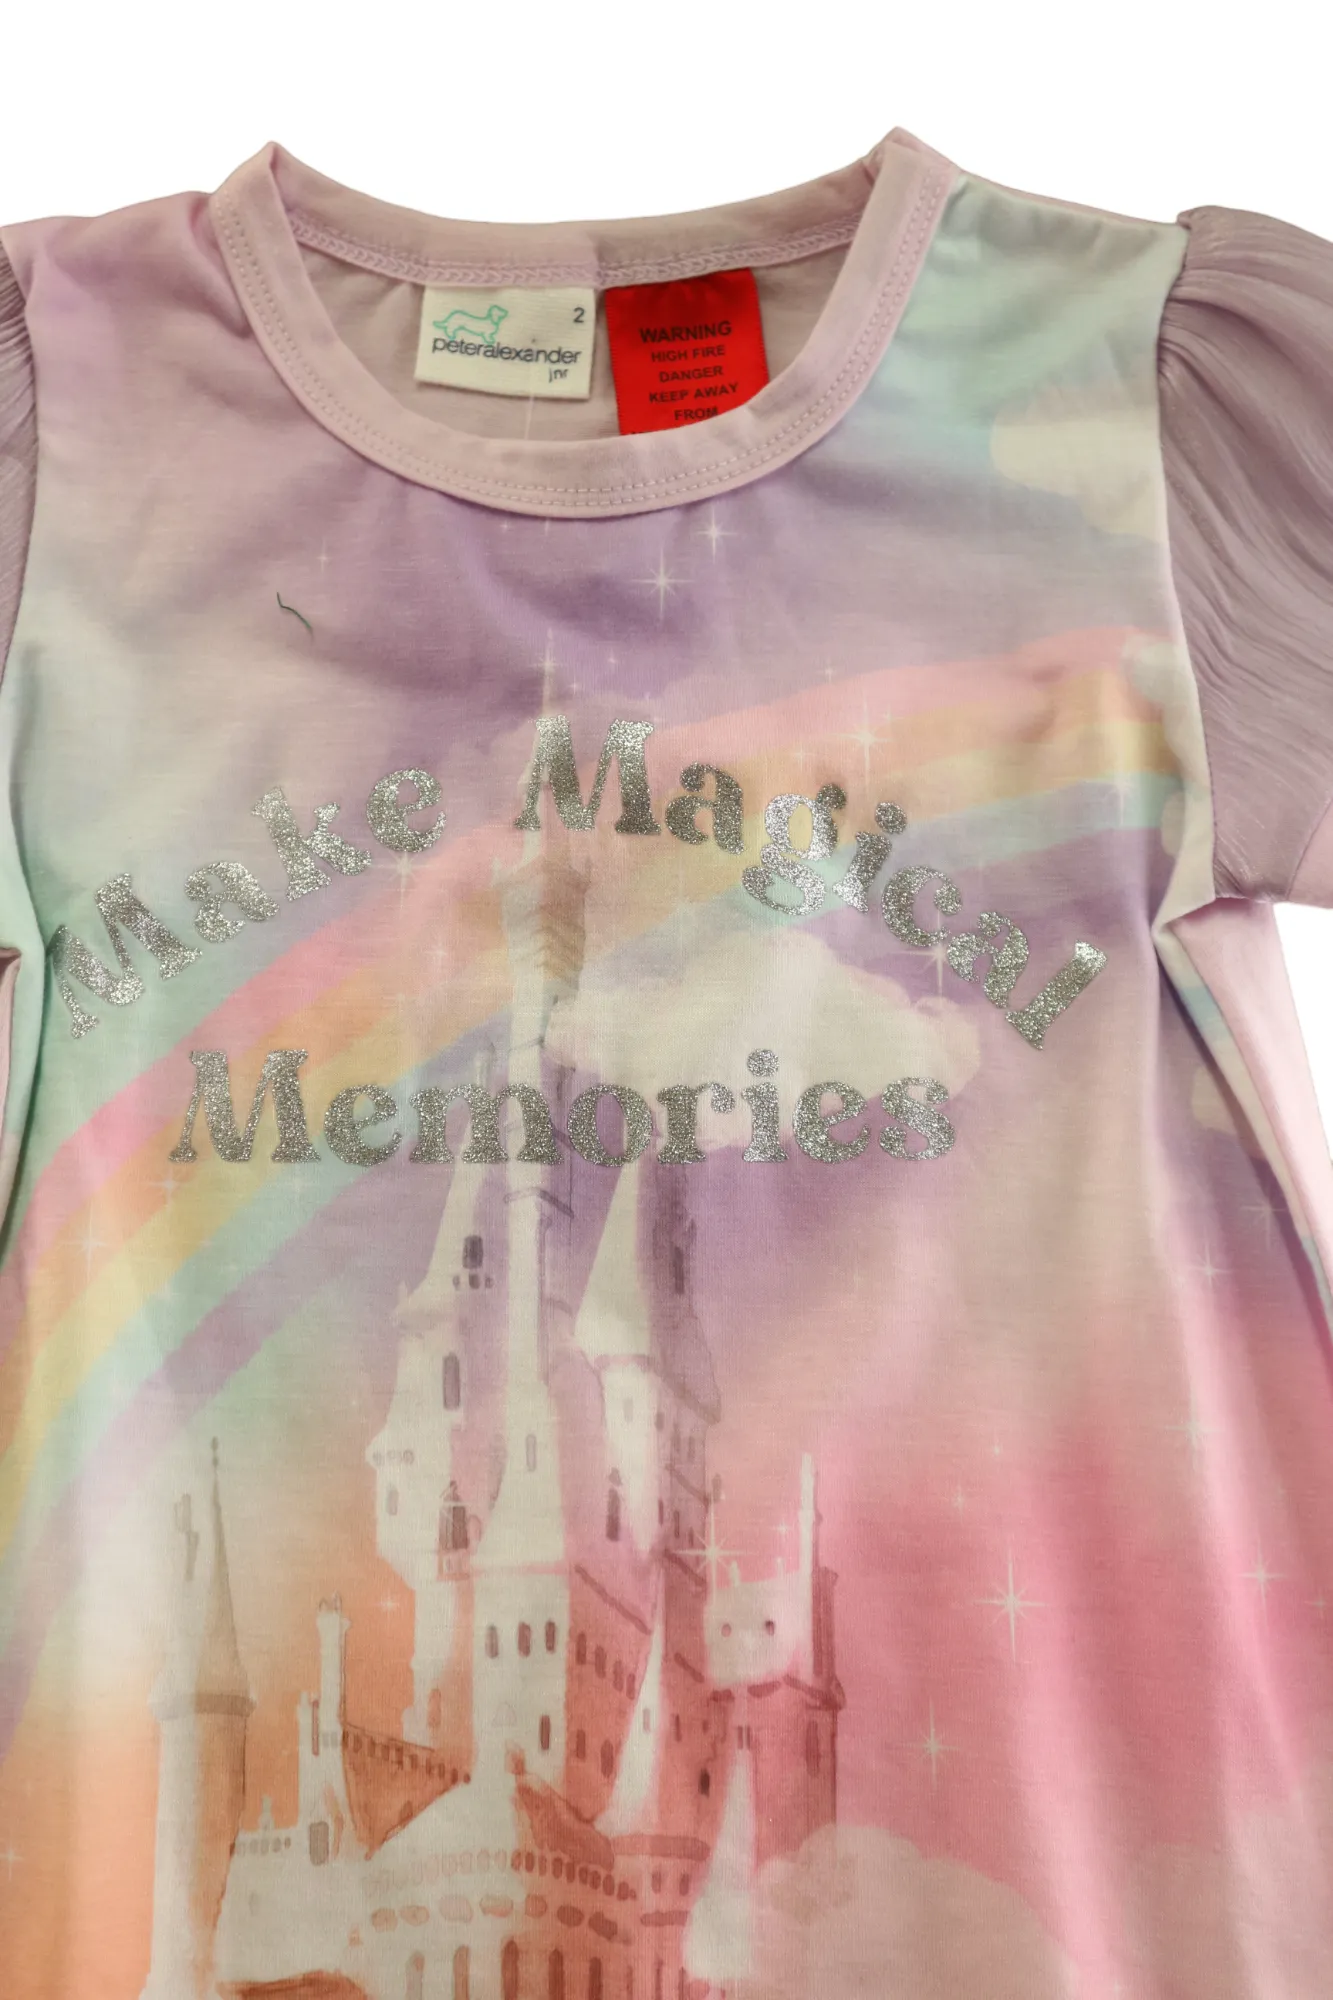 2
peteralexander
jnr
WARNING
HIGH FIRE
DANGER
KEEP AWAY
FROM
Make Magical
Memories